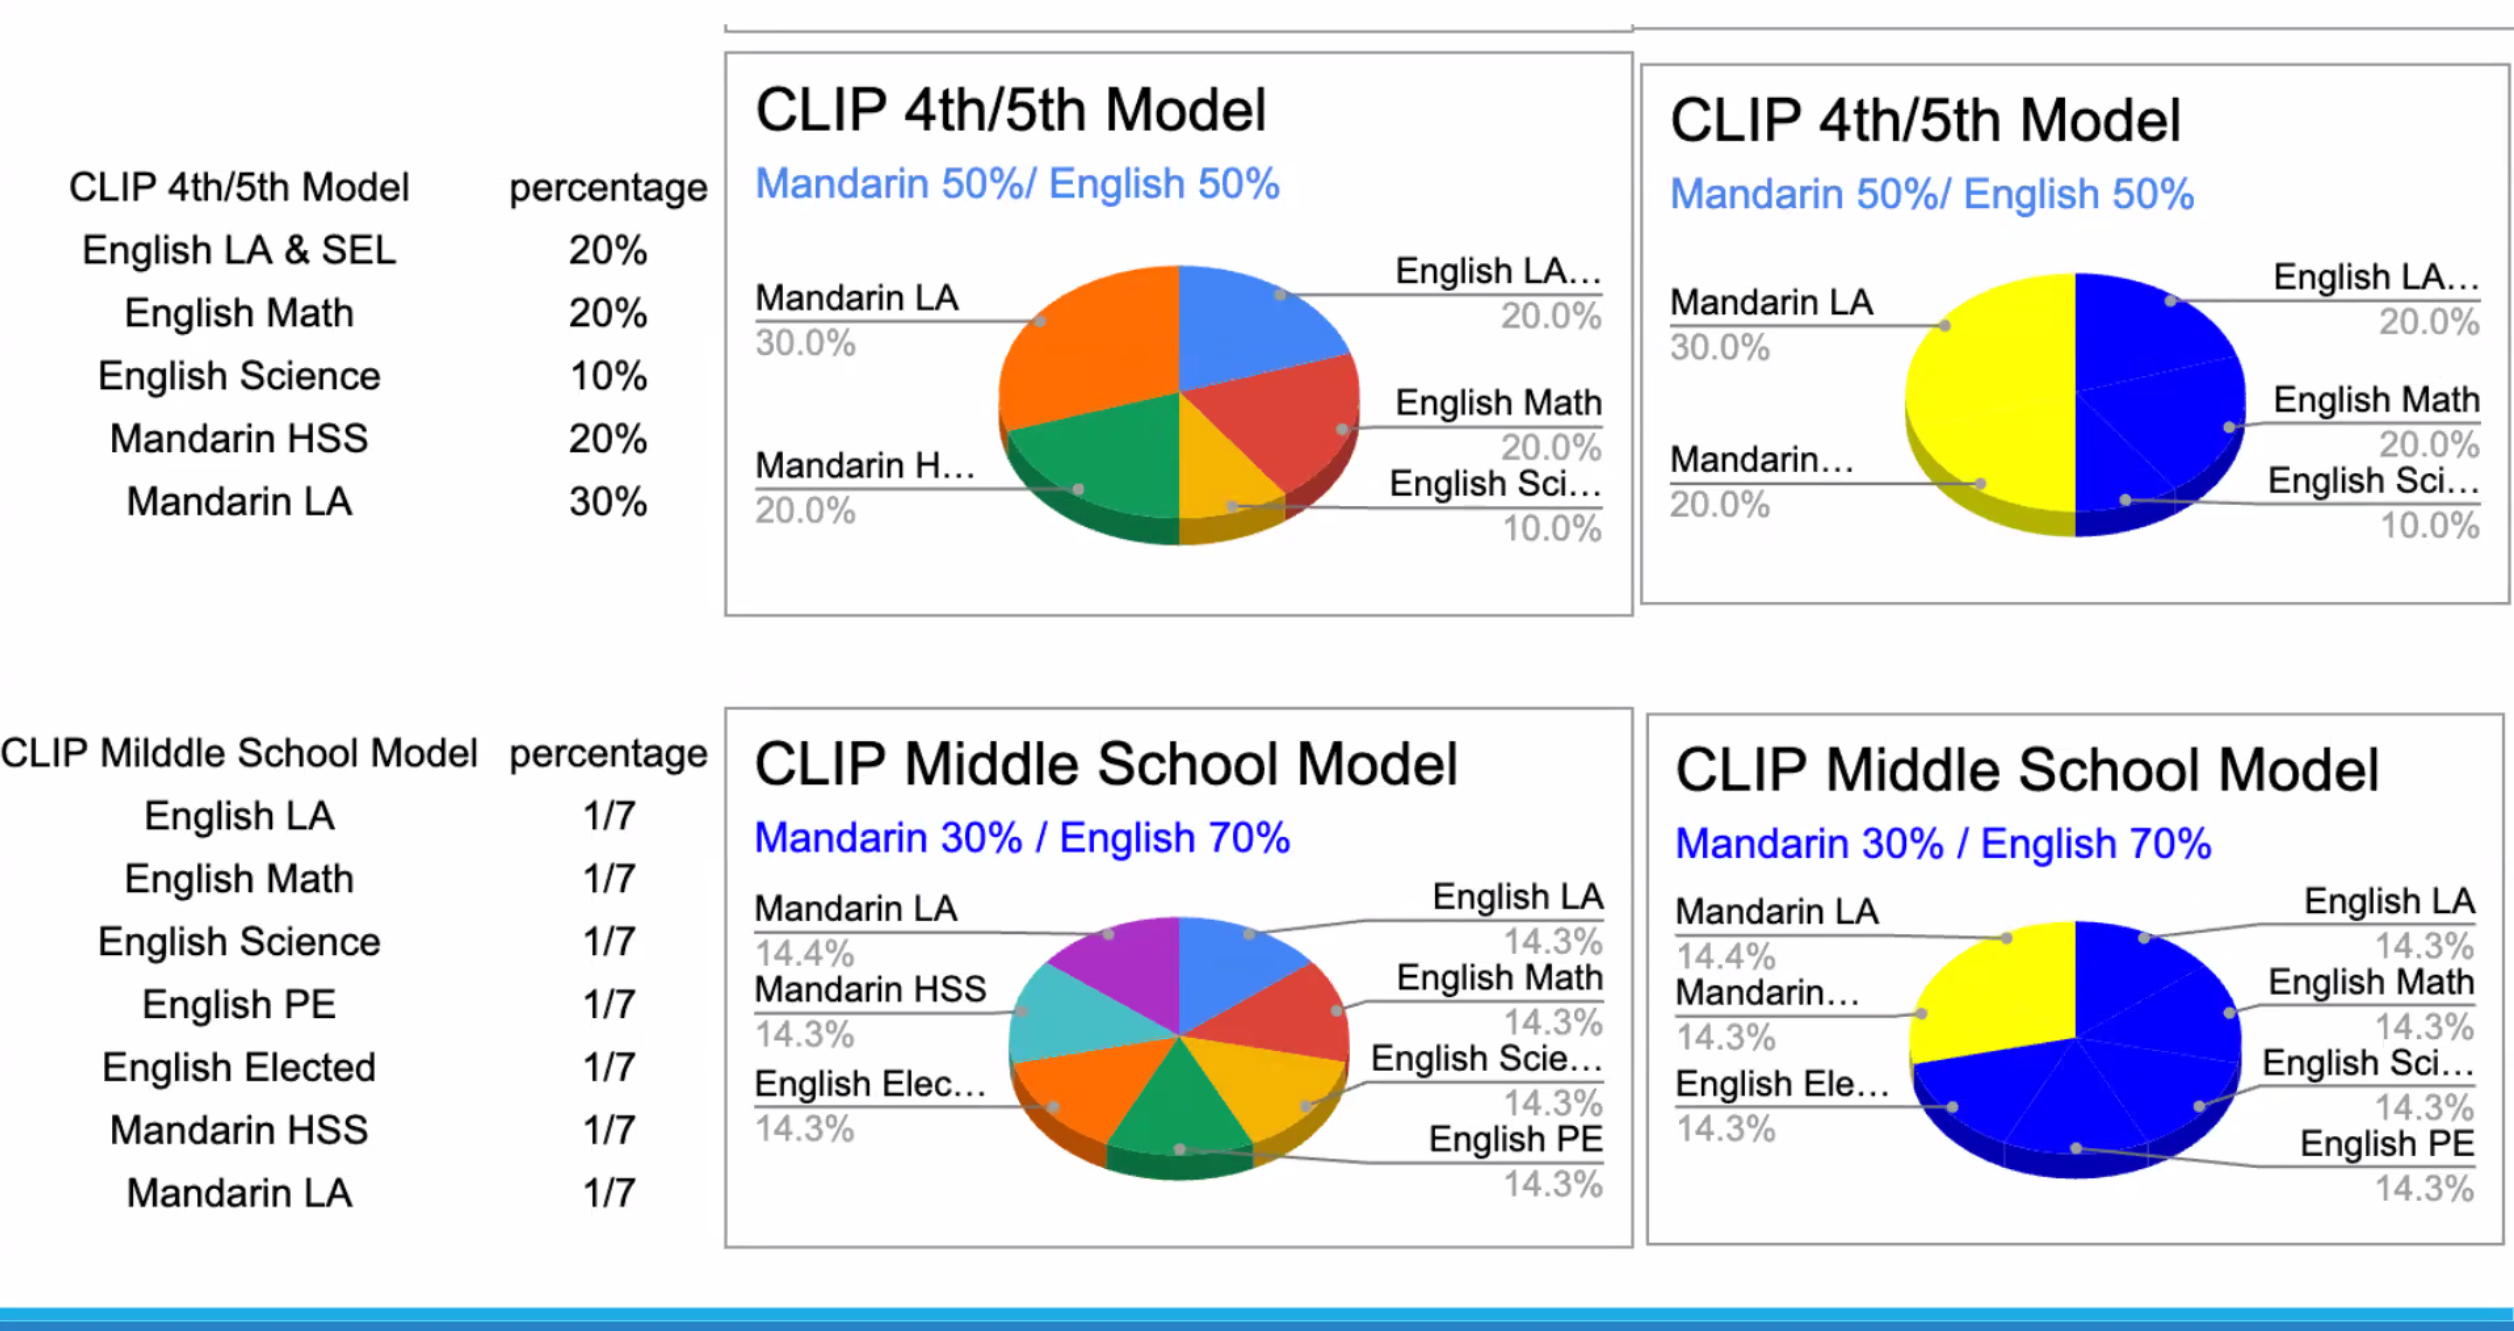 CLIP 4th/5th Model percentage
English LA & SEL 20%
English Math 20%
English Science 10%
Mandarin HSS 20%
Mandarin LA 30%
CLIP 4th/5th Model
Mandarin 50%/ English 50%
Mandarin LA
30.0%
Mandarin H...
20.0%
English LA...
20.0%
English Math
20.0%
English Sci...
10.0%
CLIP 4th/5th Model
Mandarin 50%/ English 50%
Mandarin LA
30.0%
Mandarin...
20.0%
English LA...
20.0%
English Math
20.0%
English Sci...
10.0%
CLIP Milddle School Model percentage
English LA 1/7
English Math 1/7
English Science 1/7
English PE 1/7
English Elected 1/7
Mandarin HSS 1/7
Mandarin LA 1/7
CLIP Middle School Model
Mandarin 30% / English 70%
Mandarin LA
14.4%
Mandarin HSS
14.3%
English Elec...
14.3%
English LA
14.3%
English Math
14.3%
English Scie...
14.3%
English PE
14.3%
CLIP Middle School Model
Mandarin 30% / English 70%
Mandarin LA
14.4%
Mandarin...
14.3%
English Ele...
14.3%
English LA
14.3%
English Math
14.3%
English Sci...
14.3%
English PE
14.3%